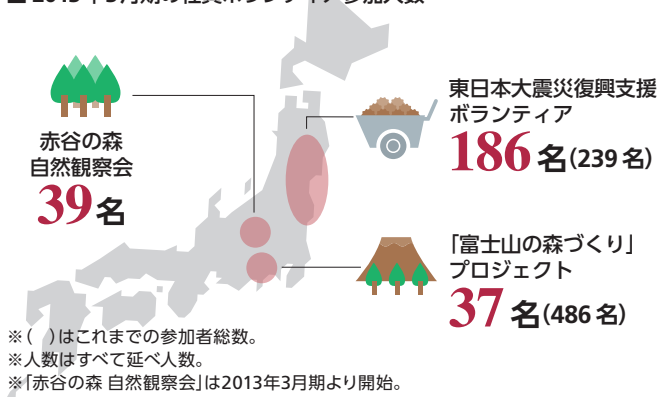 赤谷の森
自然観察会
39名
東日本大震災復興支援
ボランティア
186名(239名)
「富士山の森づくり」
プロジェクト
37名(486名)
※(　)はこれまでの参加者総数。
※人数はすべて延べ人数。
※「赤谷の森 自然観察会」は2013年3月期より開始。